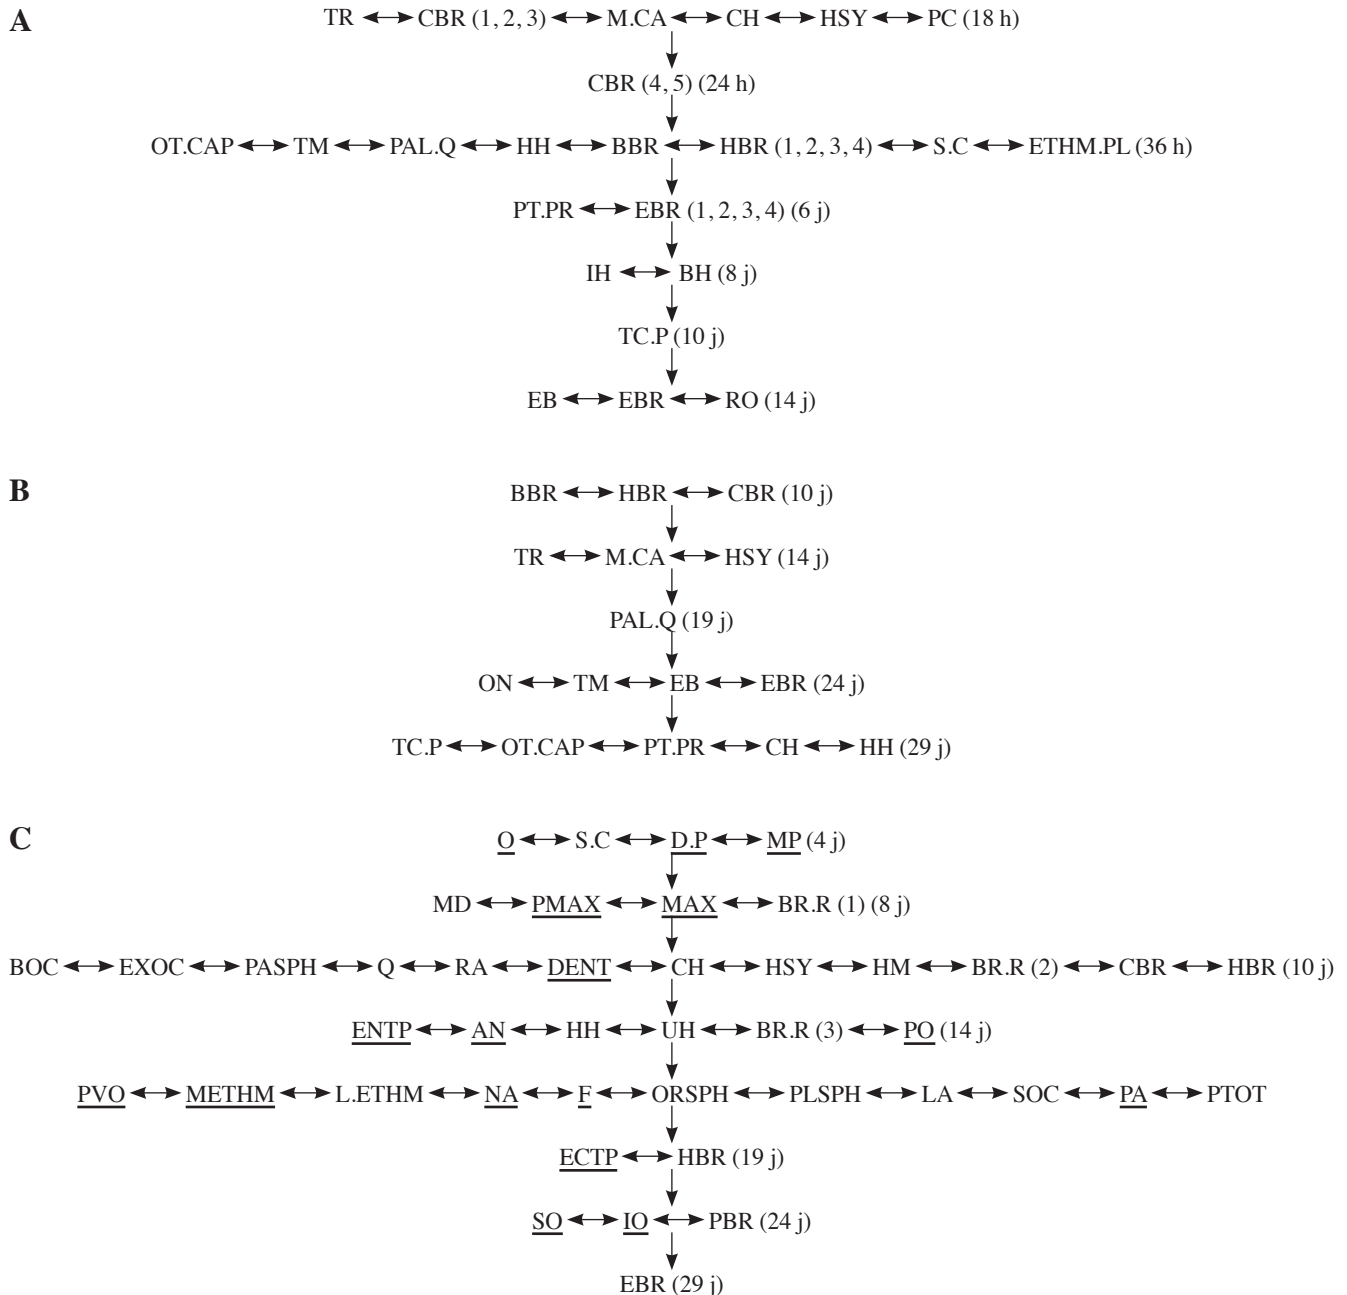 A
TR CBR (1, 2, 3) M.CA CH HSY PC (18 h)
CBR (4, 5) (24 h)
OT.CAP TM PAL.Q HH BBR HBR (1, 2, 3, 4) S.C ETHM.PL (36 h)
PT.PR EBR (1, 2, 3, 4) (6 j)
IH BH (8 j)
TC.P (10 j)
EB EBR RO (14 j)
B
BBR HBR CBR (10 j)
TR M.CA HSY (14 j)
PAL.Q (19 j)
ON TM EB EBR (24 j)
TC.P OT.CAP PT.PR CH HH (29 j)
C
O S.C D.P MP (4 j)
MD PMAX MAX BR.R (1) (8 j)
BOC EXOC PASPH Q RA DENT CH HSY HM BR.R (2) CBR HBR (10 j)
ENTP AN HH UH BR.R (3) PO (14 j)
PVO METHM L.ETHM NA F ORSPH PLSPH LA SOC PA PTOT
ECTP HBR (19 j)
SO IO PBR (24 j)
EBR (29 j)